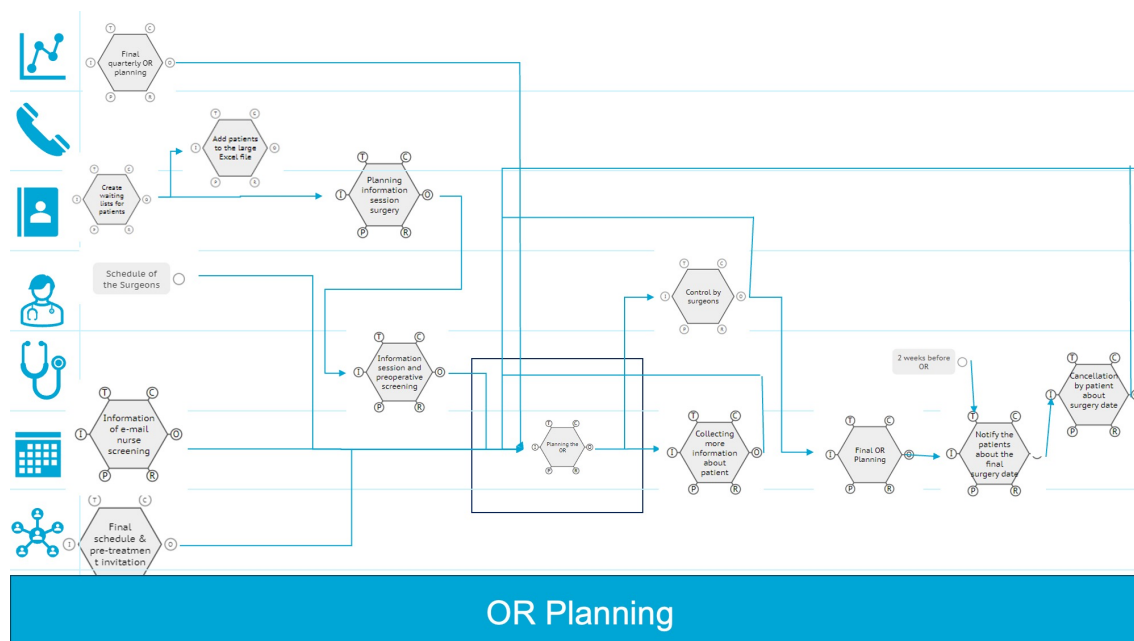 T C
Final
quarterly OR
planning
I O
P R
T C
Add patients
to the large
Excel file
I O
P R
T C
Create
waiting
lists for
patients
I O
P R
T C
Planning
information
session
surgery
I O
P R
Schedule of
the Surgeons
T C
Control by
surgeons
I O
P R
T C
Information
session and
preoperative
screening
I O
P R
2 weeks before
OR
T C
Cancellation
by patient
about
surgery date
I O
P R
T C
Information
of e-mail
nurse
screening
I O
P R
T C
Planning the
OR
I O
P R
T C
Collecting
more
information
about
patient
I O
P R
T C
Final OR
Planning
I O
P R
T C
Notify the
patients
about the
final
surgery date
I
P R
T C
Final
schedule &
pre-treatmen
t invitation
I O
OR Planning